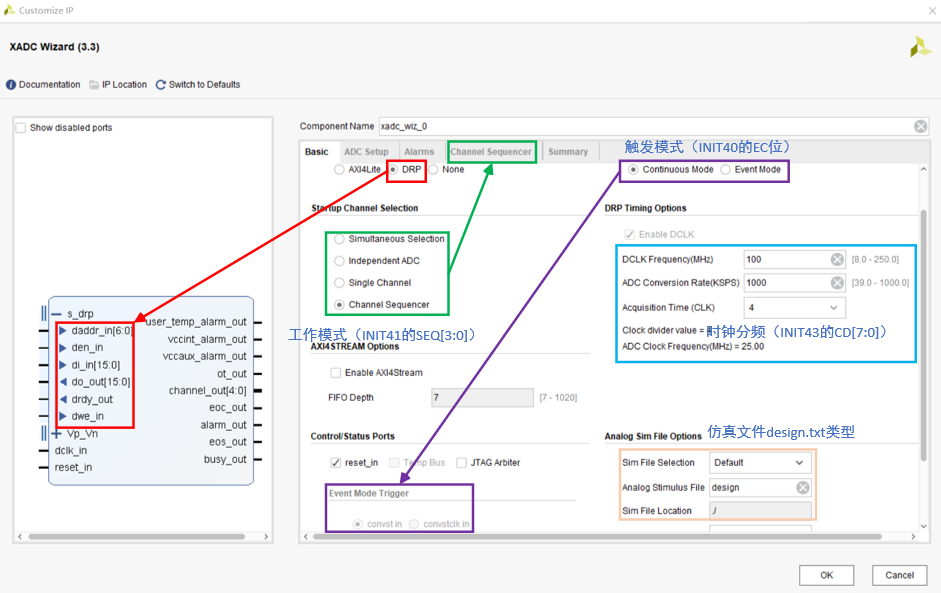 Customize IP
XADC Wizard (3.3)
Documentation IP Location Switch to Defaults
Show disabled ports
s_drp
daddr_in[6:0]
den_in
di_in[15:0]
do_out[15:0]
drdy_out
dwe_in
Vp_Vn
dclk_in
reset_in
user_temp_alarm_out
vccint_alarm_out
vccaux_alarm_out
ot_out
channel_out[4:0]
eoc_out
alarm_out
eos_out
busy_out
Component Name xadc_wiz_0
Basic ADC Setup Alarms Channel Sequencer Summary
触发模式（INIT40的EC位）
AXI4Lite DRP None
Continuous Mode Event Mode
Startup Channel Selection
Simultaneous Selection
Independent ADC
Single Channel
Channel Sequencer
工作模式（INIT41的SEQ[3:0]）
DRP Timing Options
Enable DCLK
DCLK Frequency(MHz) 100 [8.0 - 250.0]
ADC Conversion Rate(KSPS) 1000 [39.0 - 1000.0]
Acquisition Time (CLK) 4
Clock divider value = 时钟分频（INIT43的CD[7:0]）
ADC Clock Frequency(MHz) = 25.00
AXI4STREAM Options
Enable AXI4Stream
FIFO Depth 7 [7 - 1020]
Control/Status Ports
reset_in Temp Bus JTAG Arbiter
Event Mode Trigger
convst in convstclk in
Analog Sim File Options 仿真文件design.txt类型
Sim File Selection Default
Analog Stimulus File design
Sim File Location ./
OK Cancel